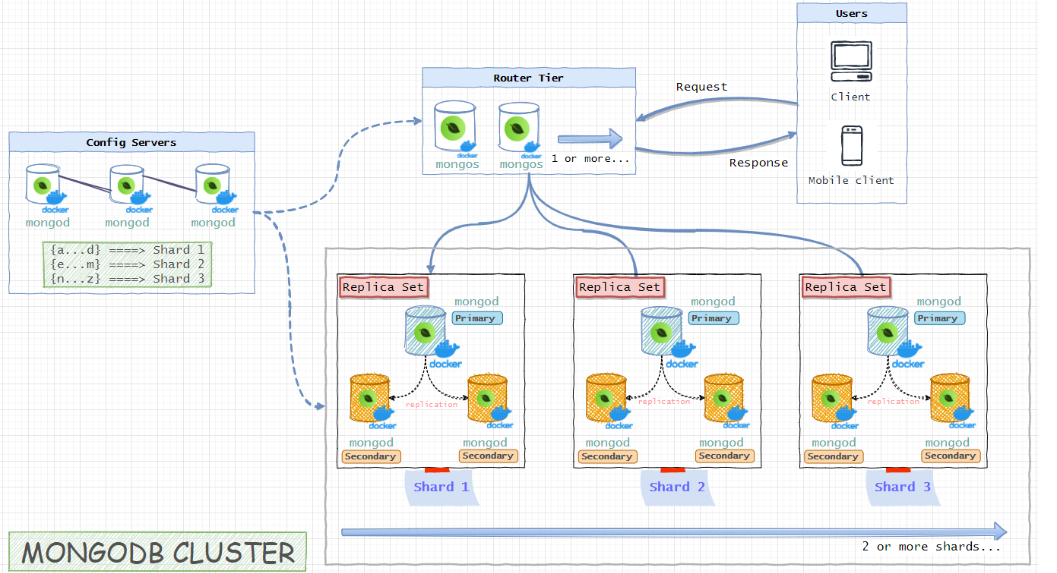 Users
Client
Mobile client
Router Tier
mongos
mongos
1 or more...
Request
Response
Config Servers
docker
docker
docker
mongod
mongod
mongod
{a...d} ====> Shard 1
{e...m} ====> Shard 2
{n...z} ====> Shard 3
Replica Set
mongod
Primary
docker
replication
docker
docker
mongod
mongod
Secondary
Secondary
Shard 1
Replica Set
mongod
Primary
docker
replication
docker
docker
mongod
mongod
Secondary
Secondary
Shard 2
Replica Set
mongod
Primary
docker
replication
docker
docker
mongod
mongod
Secondary
Secondary
Shard 3
2 or more shards...
MONGODB CLUSTER
docker
docker